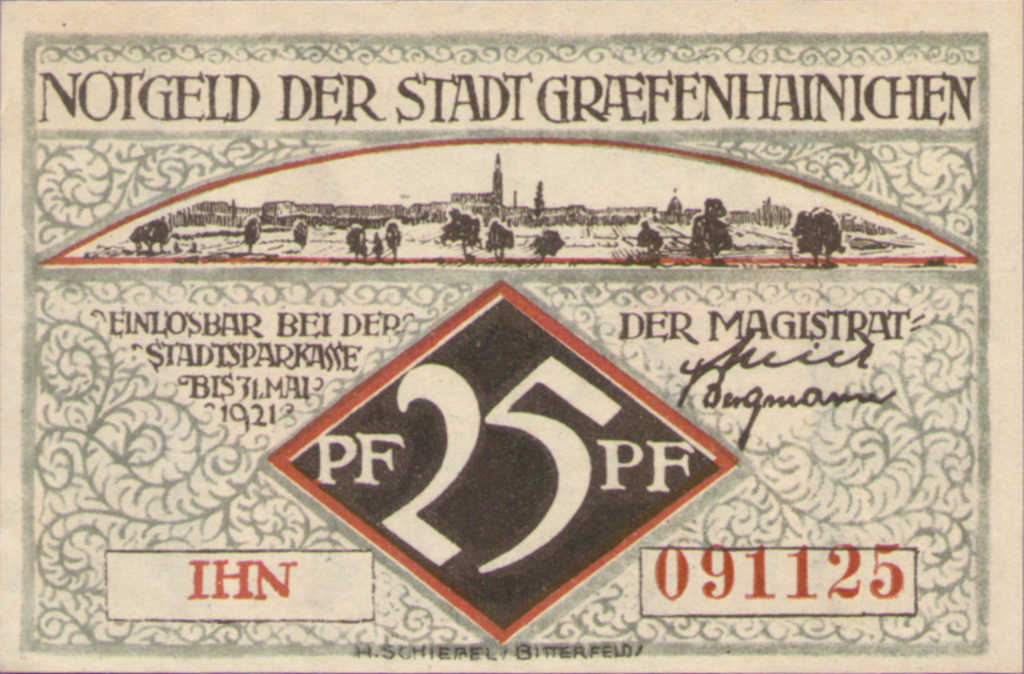 NOTGELD DER STADT GRÆFENHAINICHEN
EINLÖSBAR BEI DER
STADTSPARKASSE
BIS 31. MAI
1921
DER MAGISTRAT
Bergmann
PF 25 PF
IHN
091125
H. SCHIEBEL / BITTERFELD /